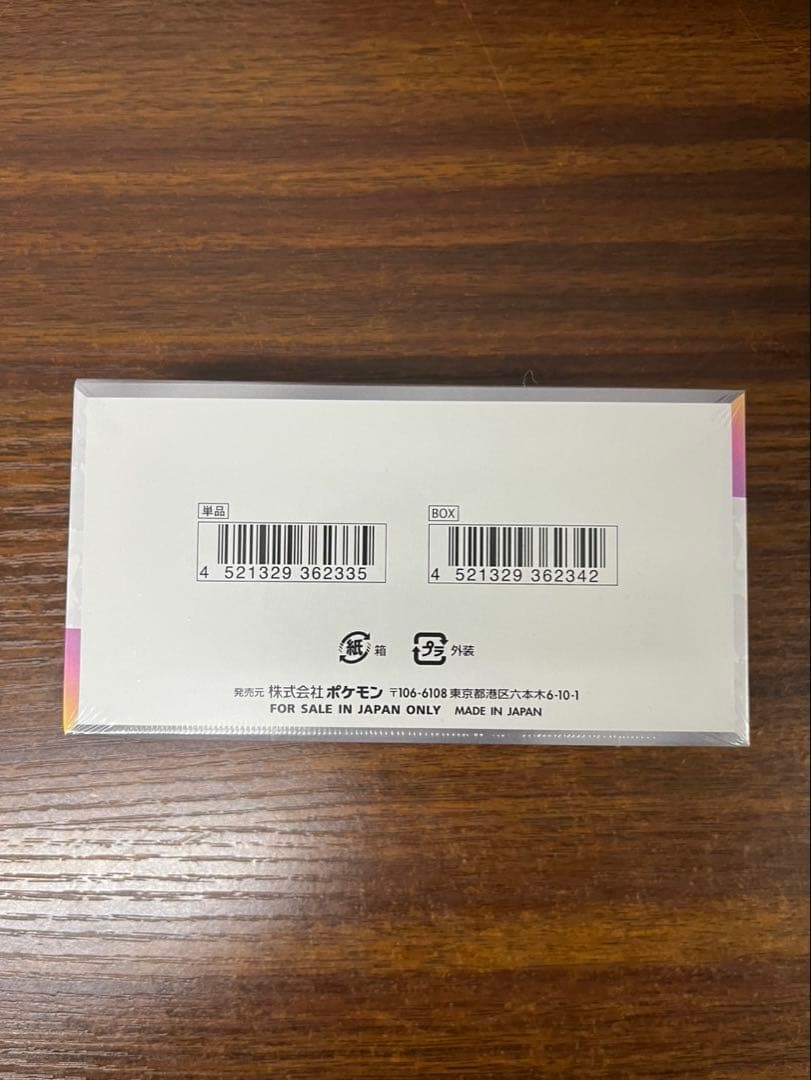 単品
BOX
4 521329 362335
4 521329 362342
紙 箱
プラ 外装
発売元 株式会社ポケモン 〒106-6108 東京都港区六本木6-10-1
FOR SALE IN JAPAN ONLY MADE IN JAPAN